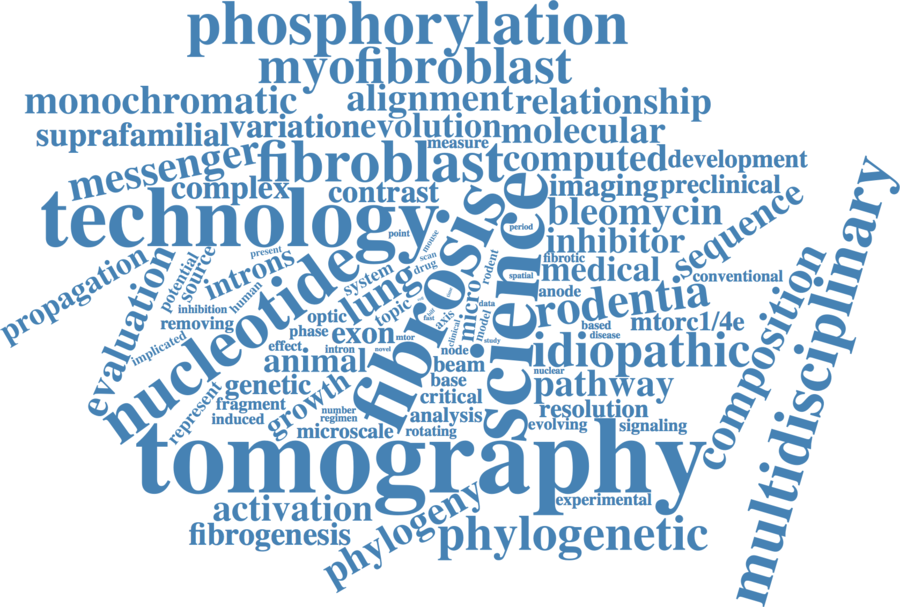 phosphorylation
myofibroblast
monochromatic
alignment
relationship
suprafamilial
variation
evolution
molecular
measure
messenger
fibroblast
computed
development
complex
contrast
imaging
preclinical
technology
fibrosis
science
bleomycin
sequence
multidisciplinary
point
mouse
period
inhibitor
propagation
evaluation
potential
source
present
introns
nucleotide
system
lung
scan
drug
rodent
fibrotic
medical
conventional
human
inhibition
removing
implicated
topic
optic
phase
exon
mtor
axis
micro
data
model
study
clinical
spatial
anode
rodentia
based
disease
mtorc1/4e
composition
effect
intron
novel
node
animal
beam
idiopathic
nuclear
genetic
growth
base
critical
pathway
represent
fragment
induced
number
regimen
analysis
resolution
microscale
rotating
evolving
signaling
tomography
activation
phylogeny
experimental
fibrogenesis
phylogenetic
fast